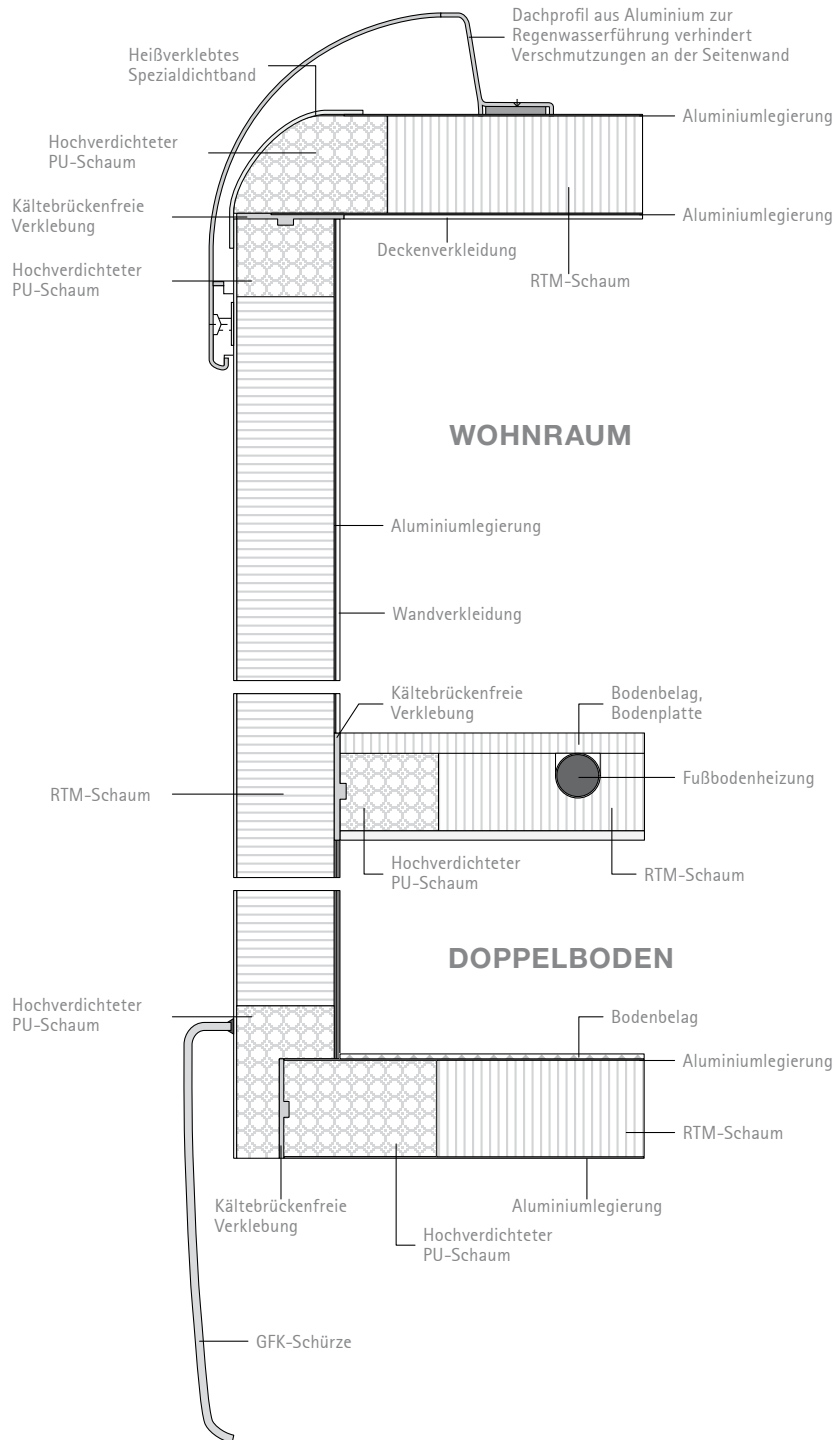 Dachprofil aus Aluminium zur
Regenwasserführung verhindert
Verschmutzungen an der Seitenwand
Heißverklebtes
Spezialdichtband
Aluminiumlegierung
Hochverdichteter
PU-Schaum
Kältebrückenfreie
Verklebung
Aluminiumlegierung
Deckenverkleidung
Hochverdichteter
PU-Schaum
RTM-Schaum
WOHNRAUM
Aluminiumlegierung
Wandverkleidung
Kältebrückenfreie
Verklebung
Bodenbelag,
Bodenplatte
RTM-Schaum
Fußbodenheizung
Hochverdichteter
PU-Schaum
RTM-Schaum
DOPPELBODEN
Hochverdichteter
PU-Schaum
Bodenbelag
Aluminiumlegierung
RTM-Schaum
Kältebrückenfreie
Verklebung
Aluminiumlegierung
Hochverdichteter
PU-Schaum
GFK-Schürze